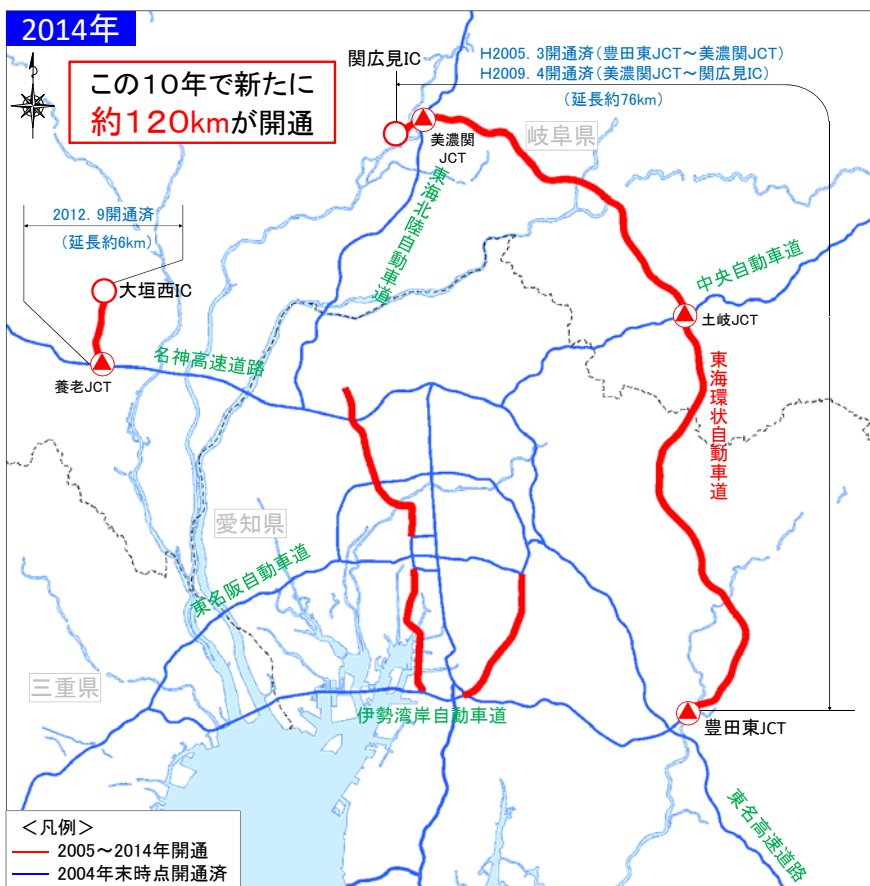 2014年
この10年で新たに
約120kmが開通
関広見IC
H2005.3開通済(豊田東JCT～美濃関JCT)
H2009.4開通済(美濃関JCT～関広見IC)
(延長約76km)
美濃関
JCT
岐阜県
東海北陸自動車道
2012.9開通済
(延長約6km)
大垣西IC
中央自動車道
土岐JCT
名神高速道路
養老JCT
東海環状自動車道
愛知県
東名阪自動車道
三重県
伊勢湾岸自動車道
豊田東JCT
東名高速道路
＜凡例＞
2005～2014年開通
2004年末時点開通済